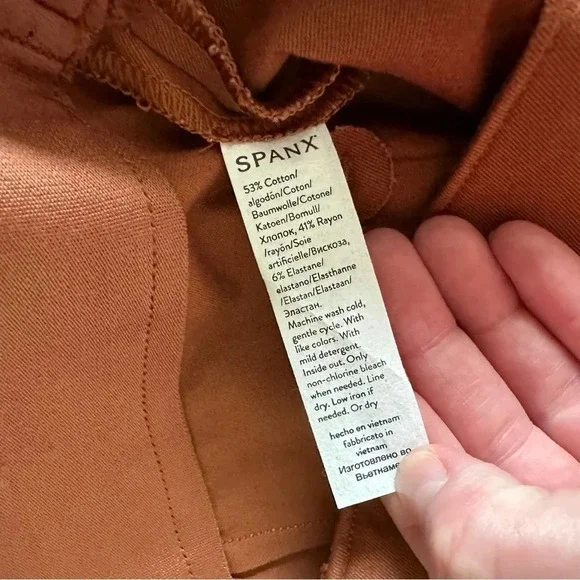 SPANX
53% Cotton/
algodón/Coton/
Baumwolle/Cotone/
Katoen/Bomull/
Хлопок, 41% Rayon
/rayón/Soie
artificielle/Вискоза,
6% Elastane/
elastano/Elasthanne
/Elastan/Elastaan/
Эластан.
Machine wash cold,
gentle cycle. With
like colors. With
mild detergent.
Inside out. Only
non-chlorine bleach
when needed. Line
dry. Low iron if
needed. Or dry
hecho en vietnam
fabbricato in
vietnam
Изготовлено во
Вьетнаме